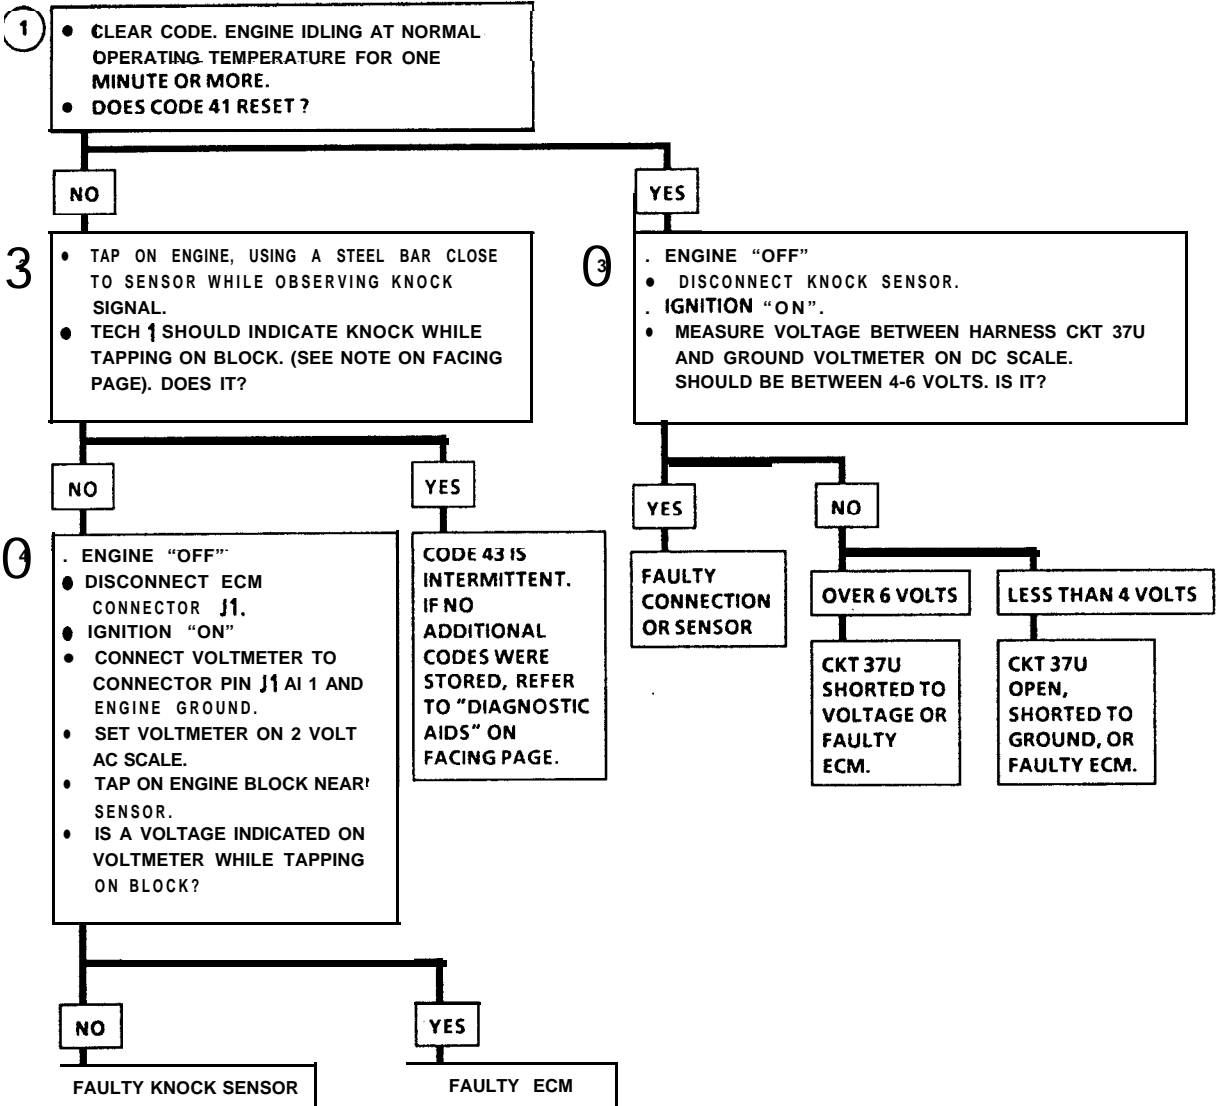 1
● CLEAR CODE. ENGINE IDLING AT NORMAL
OPERATING TEMPERATURE FOR ONE
MINUTE OR MORE.
● DOES CODE 41 RESET ?
NO
YES
3
● TAP ON ENGINE, USING A STEEL BAR CLOSE
TO SENSOR WHILE OBSERVING KNOCK
SIGNAL.
● TECH 1 SHOULD INDICATE KNOCK WHILE
TAPPING ON BLOCK. (SEE NOTE ON FACING
PAGE). DOES IT?
03
. ENGINE “OFF”
● DISCONNECT KNOCK SENSOR.
. IGNITION “ON”.
● MEASURE VOLTAGE BETWEEN HARNESS CKT 37U
AND GROUND VOLTMETER ON DC SCALE.
SHOULD BE BETWEEN 4-6 VOLTS. IS IT?
NO
YES
YES
NO
04
. ENGINE “OFF”
● DISCONNECT ECM
CONNECTOR J1.
● IGNITION “ON”
● CONNECT VOLTMETER TO
CONNECTOR PIN J1 AI 1 AND
ENGINE GROUND.
● SET VOLTMETER ON 2 VOLT
AC SCALE.
● TAP ON ENGINE BLOCK NEAR
SENSOR.
● IS A VOLTAGE INDICATED ON
VOLTMETER WHILE TAPPING
ON BLOCK?
CODE 43 IS
INTERMITTENT.
IF NO
ADDITIONAL
CODES WERE
STORED, REFER
TO "DIAGNOSTIC
AIDS" ON
FACING PAGE.
FAULTY
CONNECTION
OR SENSOR
OVER 6 VOLTS
LESS THAN 4 VOLTS
CKT 37U
SHORTED TO
VOLTAGE OR
FAULTY
ECM.
CKT 37U
OPEN,
SHORTED TO
GROUND, OR
FAULTY ECM.
NO
YES
FAULTY KNOCK SENSOR
FAULTY ECM